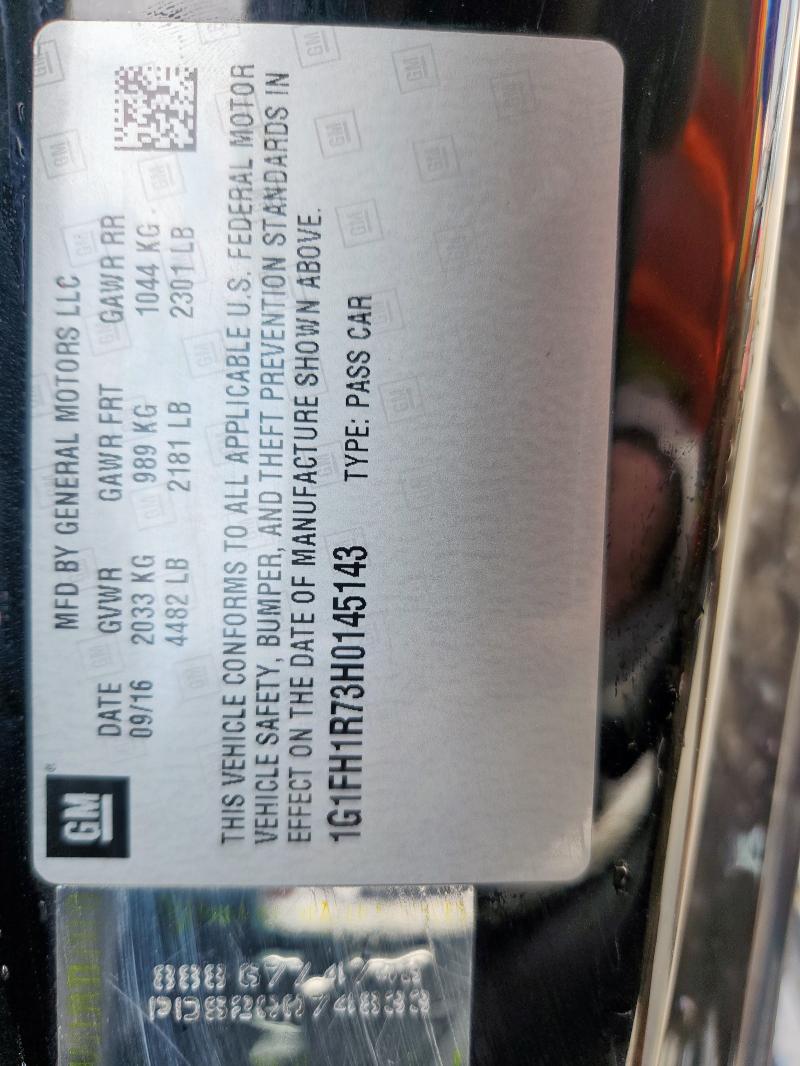 GM
MFD BY GENERAL MOTORS LLC
DATE GVWR GAWR FRT GAWR RR
09/16 2033 KG 989 KG 1044 KG
4482 LB 2181 LB 2301 LB
THIS VEHICLE CONFORMS TO ALL APPLICABLE U.S. FEDERAL MOTOR
VEHICLE SAFETY, BUMPER, AND THEFT PREVENTION STANDARDS IN
EFFECT ON THE DATE OF MANUFACTURE SHOWN ABOVE.
1G1FH1R73H0145143 TYPE: PASS CAR